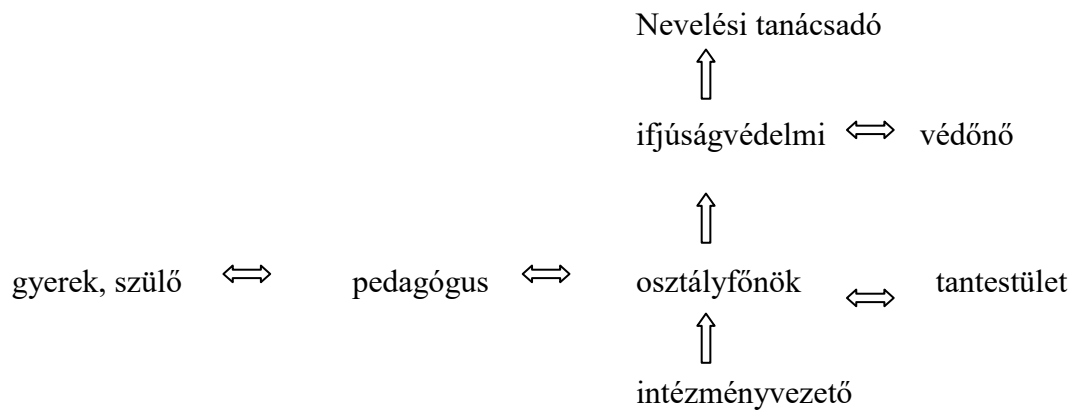 Nevelési tanácsadó
ifjúságvédelmi védőnő
gyerek, szülő pedagógus osztályfőnök tantestület
intézményvezető